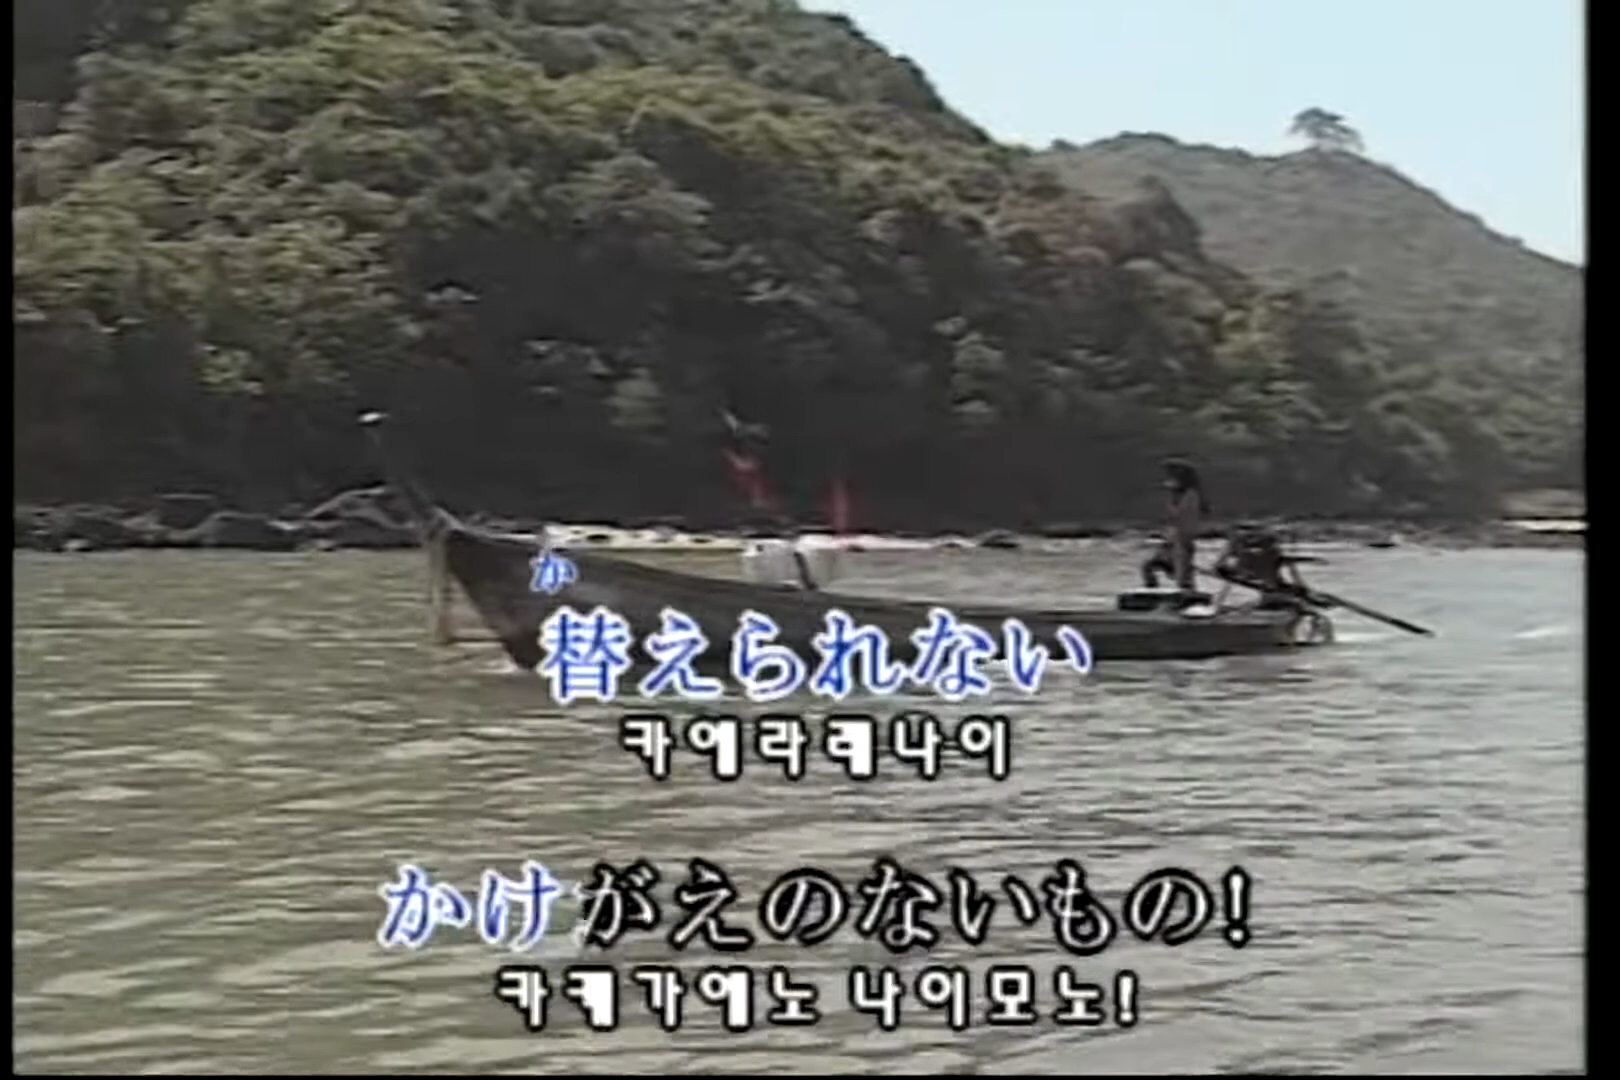 か
替えられない
카에라레나이
かけがえのないもの!
카케가에노 나이모노!